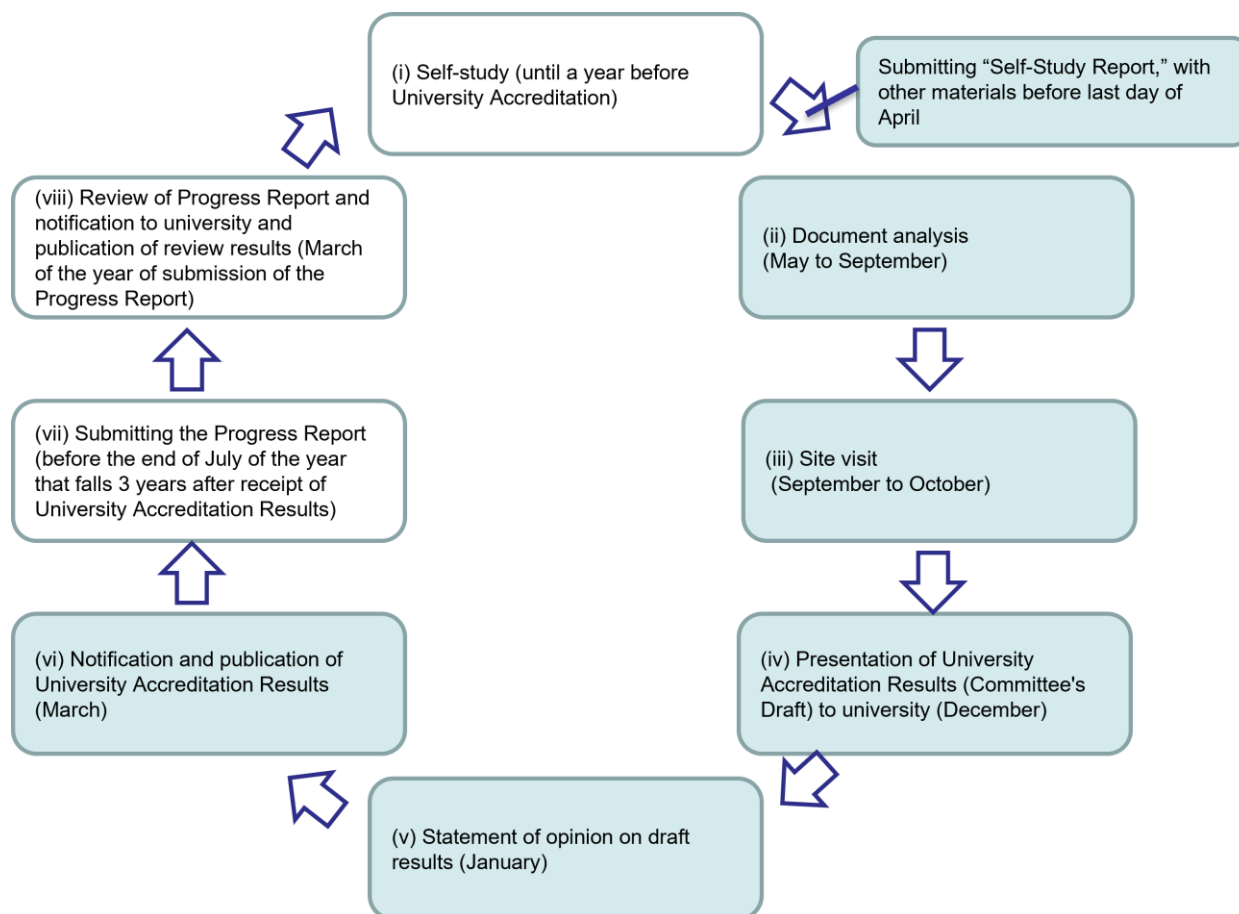 (i) Self-study (until a year before
University Accreditation)
Submitting “Self-Study Report,” with
other materials before last day of
April
(ii) Document analysis
(May to September)
(iii) Site visit
(September to October)
(iv) Presentation of University
Accreditation Results (Committee's
Draft) to university (December)
(v) Statement of opinion on draft
results (January)
(vi) Notification and publication of
University Accreditation Results
(March)
(vii) Submitting the Progress Report
(before the end of July of the year
that falls 3 years after receipt of
University Accreditation Results)
(viii) Review of Progress Report and
notification to university and
publication of review results (March
of the year of submission of the
Progress Report)